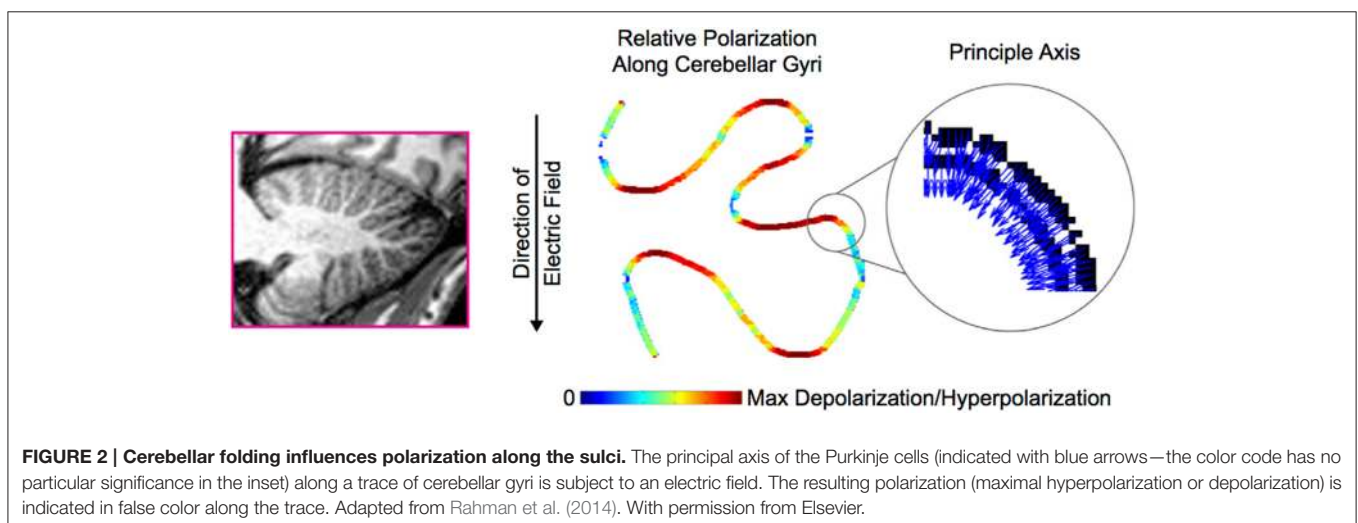 Relative Polarization
Along Cerebellar Gyri
Principle Axis
Direction of
Electric Field
0
Max Depolarization/Hyperpolarization
FIGURE 2 | Cerebellar folding influences polarization along the sulci. The principal axis of the Purkinje cells (indicated with blue arrows—the color code has no
particular significance in the inset) along a trace of cerebellar gyri is subject to an electric field. The resulting polarization (maximal hyperpolarization or depolarization) is
indicated in false color along the trace. Adapted from Rahman et al. (2014). With permission from Elsevier.